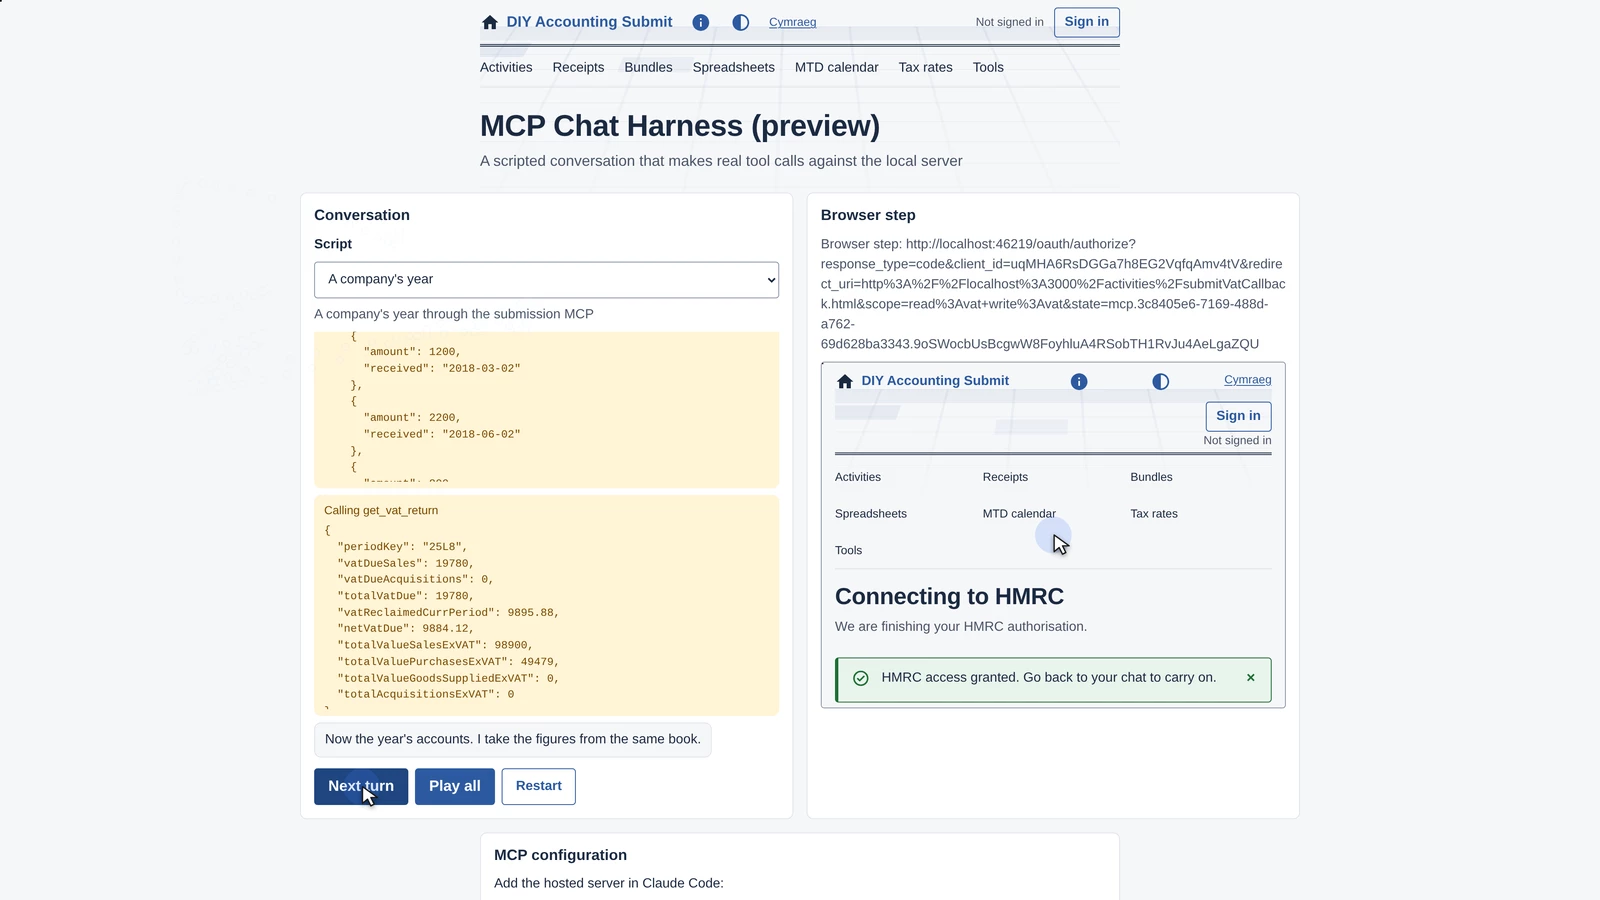 DIY Accounting Submit
Cymraeg
Not signed in
Sign in
Activities
Receipts
Bundles
Spreadsheets
MTD calendar
Tax rates
Tools
MCP Chat Harness (preview)
A scripted conversation that makes real tool calls against the local server
Conversation
Script
A company's year
A company's year through the submission MCP
{
"amount": 1200,
"received": "2018-03-02"
},
{
"amount": 2200,
"received": "2018-06-02"
},
{
Calling get_vat_return
{
"periodKey": "25L8",
"vatDueSales": 19780,
"vatDueAcquisitions": 0,
"totalVatDue": 19780,
"vatReclaimedCurrPeriod": 9895.88,
"netVatDue": 9884.12,
"totalValueSalesExVAT": 98900,
"totalValuePurchasesExVAT": 49479,
"totalValueGoodsSuppliedExVAT": 0,
"totalAcquisitionsExVAT": 0
Now the year's accounts. I take the figures from the same book.
Next turn
Play all
Restart
Browser step
Browser step: http://localhost:46219/oauth/authorize?
response_type=code&client_id=uqMHA6RsDGGa7h8EG2VqfqAmv4tV&redire
ct_uri=http%3A%2F%2Flocalhost%3A3000%2Factivities%2FsubmitVatCallbac
k.html&scope=read%3Avat+write%3Avat&state=mcp.3c8405e6-7169-488d-
a762-
69d628ba3343.9oSWocbUsBcgwW8FoyhluA4RSobTH1RvJu4AeLgaZQU
DIY Accounting Submit
Cymraeg
Sign in
Not signed in
Activities
Receipts
Bundles
Spreadsheets
MTD calendar
Tax rates
Tools
Connecting to HMRC
We are finishing your HMRC authorisation.
HMRC access granted. Go back to your chat to carry on.
MCP configuration
Add the hosted server in Claude Code: